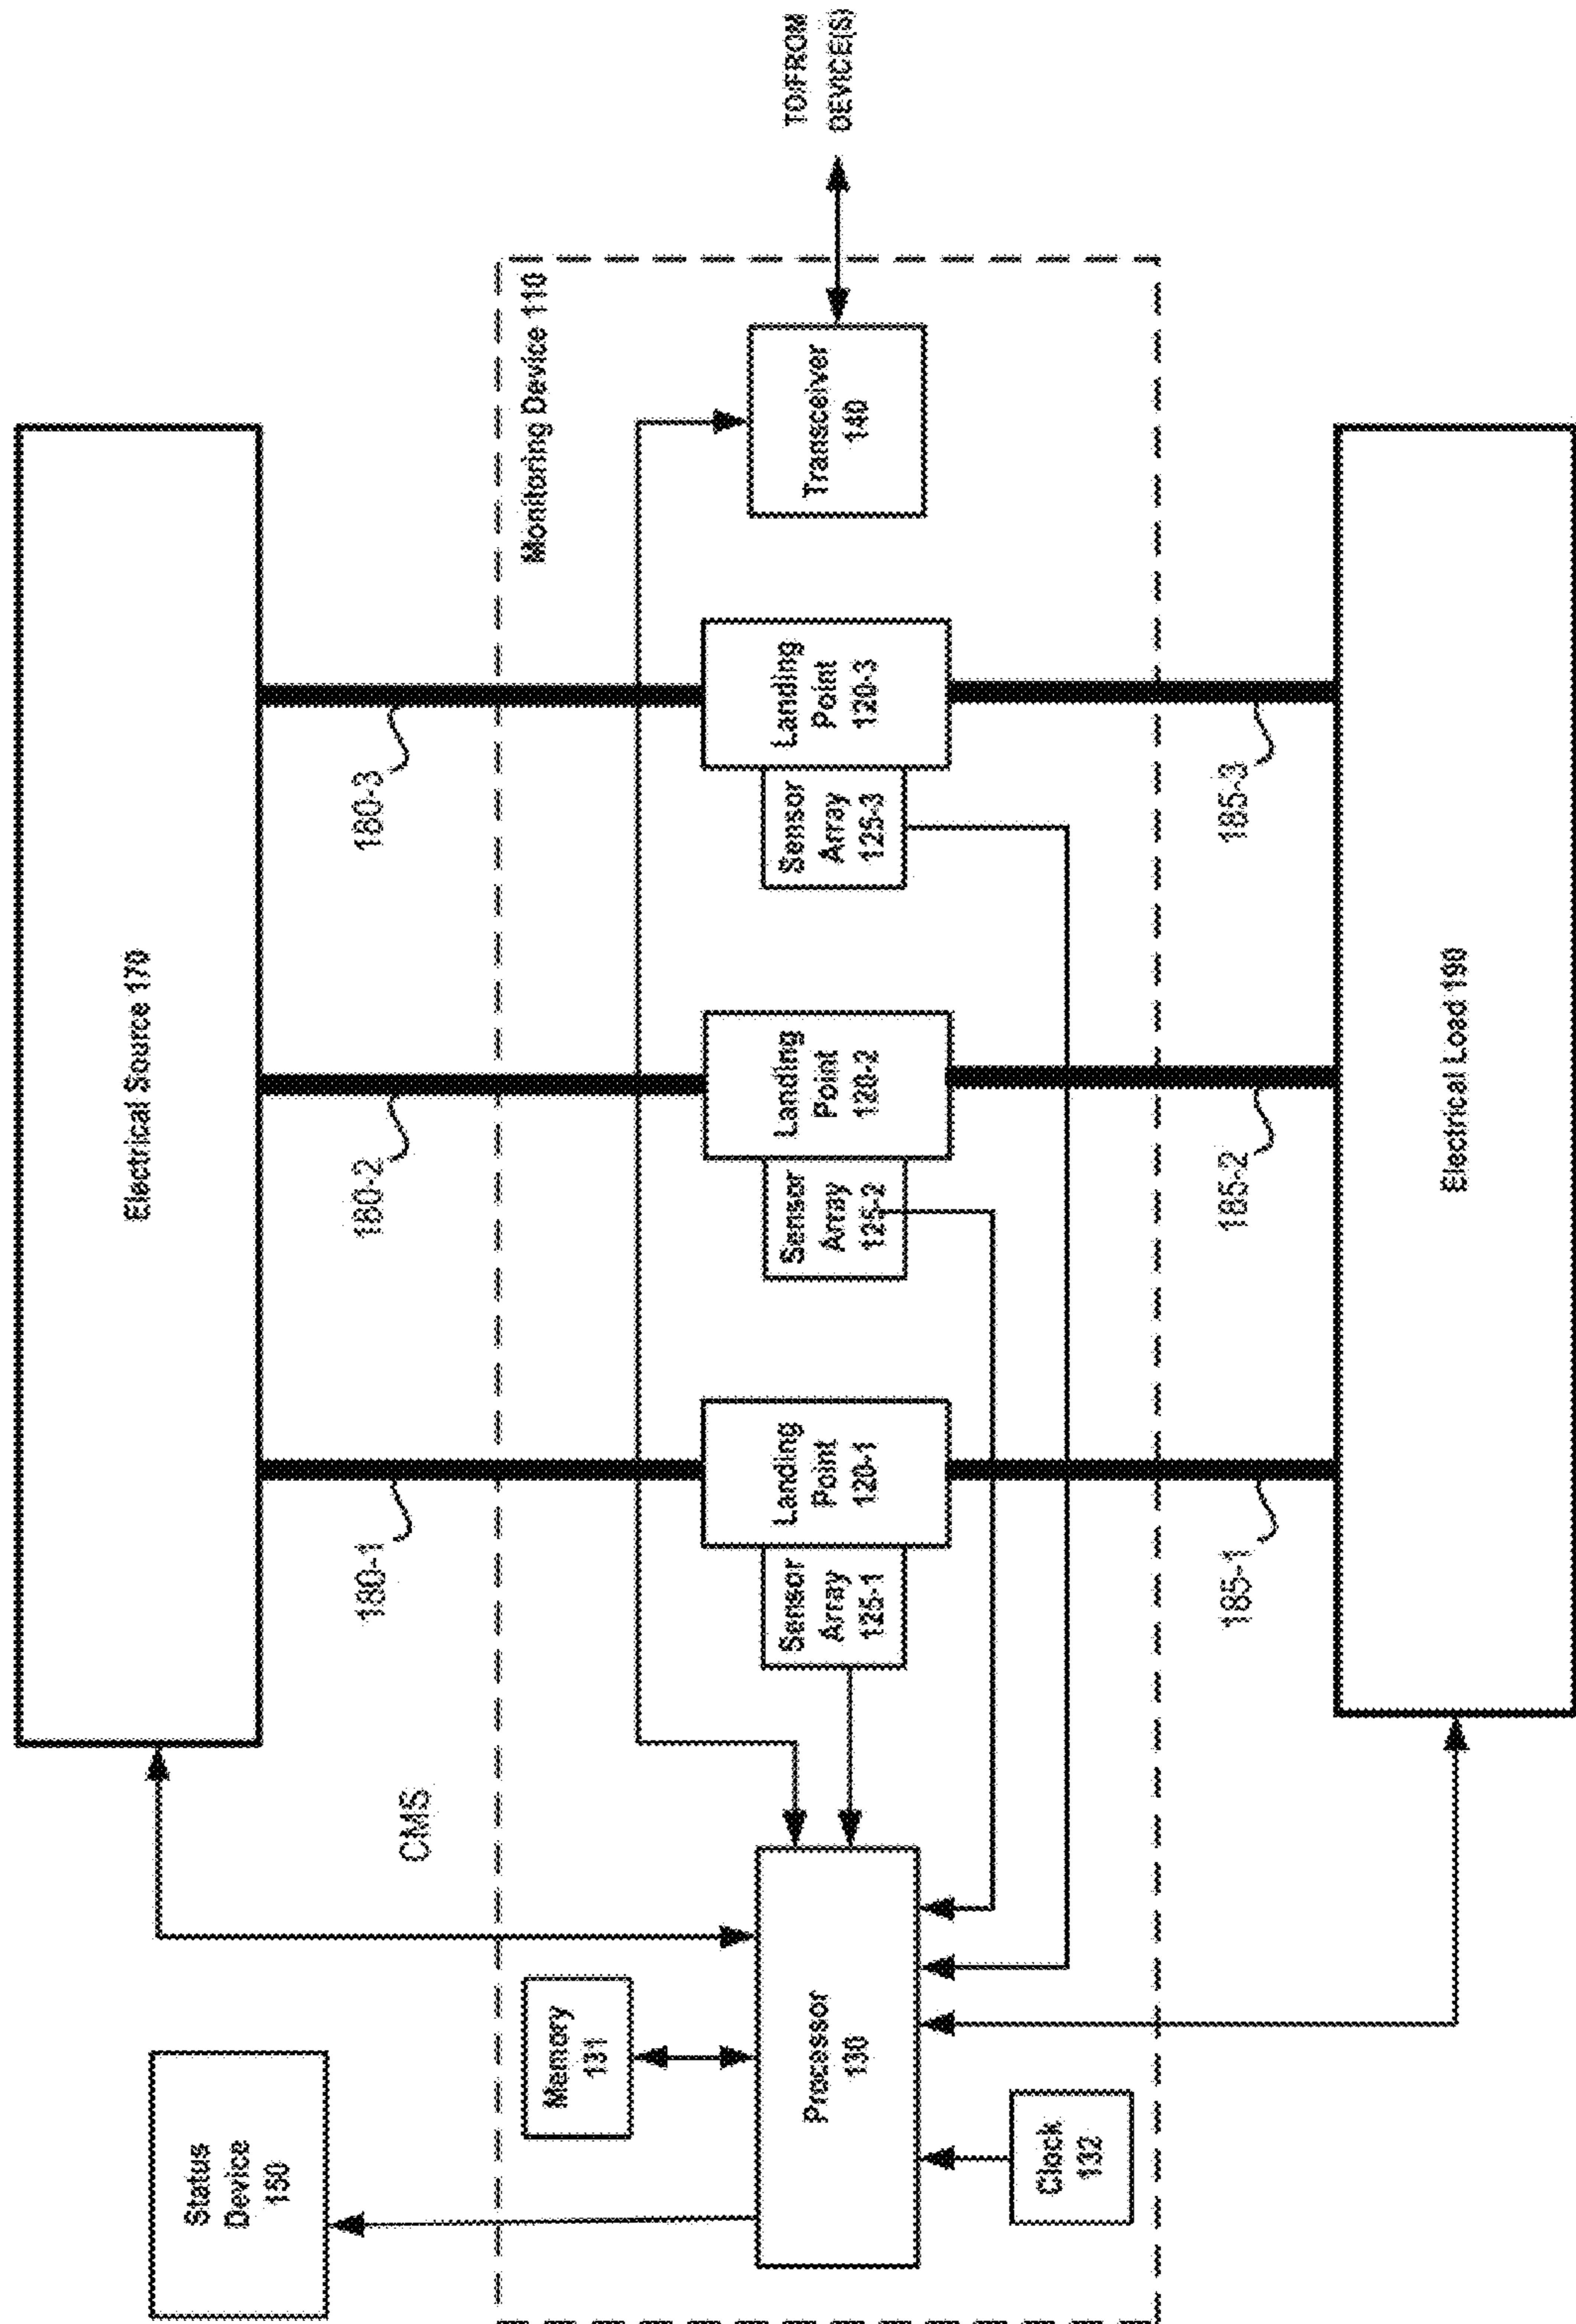 Status
Device
150
Electrical Source 170
CMS
180-1
180-2
180-3
Monitoring Device 110
Memory
131
Processor
130
Clock
132
Sensor
Array
125-1
Landing
Point
120-1
Sensor
Array
125-2
Landing
Point
120-2
Sensor
Array
125-3
Landing
Point
120-3
Transceiver
140
TO/FROM
DEVICE(S)
185-1
185-2
185-3
Electrical Load 190